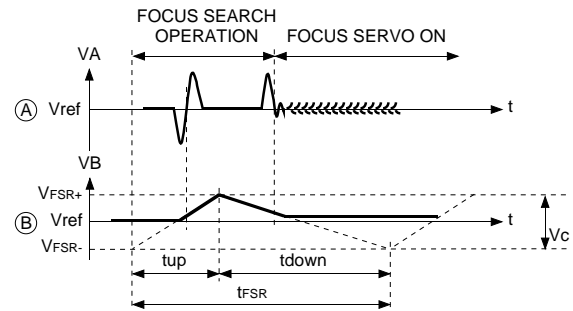 FOCUS SEARCH
OPERATION
FOCUS SERVO ON
VA
A
Vref
t
VB
VFSR+
B
Vref
t
VFSR-
Vc
tup
tdown
tFSR